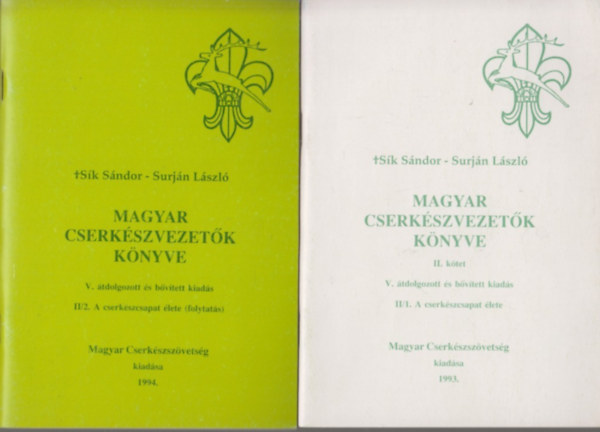 †Sík Sándor - Surján László
MAGYAR
CSERKÉSZVEZETŐK
KÖNYVE
V. átdolgozott és bővített kiadás
II/2. A cserkészcsapat élete (folytatás)
Magyar Cserkészszövetség
kiadása
1994.
†Sík Sándor - Surján László
MAGYAR
CSERKÉSZVEZETŐK
KÖNYVE
II. kötet
V. átdolgozott és bővített kiadás
II/1. A cserkészcsapat élete
Magyar Cserkészszövetség
kiadása
1993.